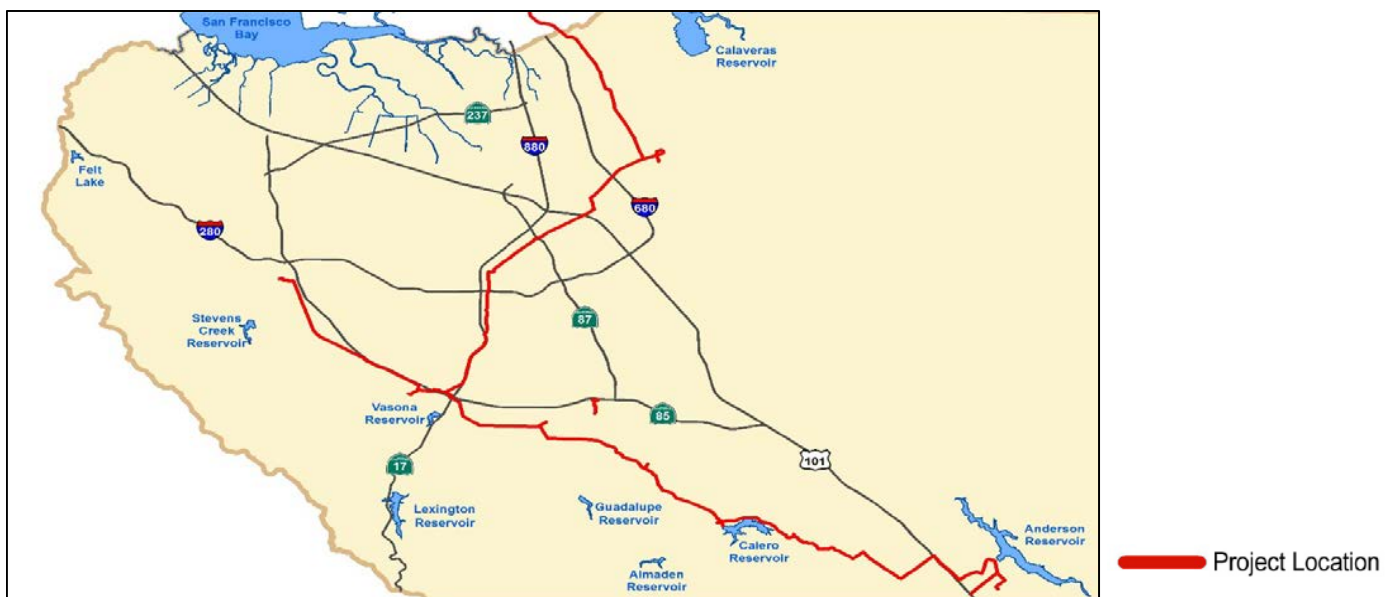 San Francisco
Bay
Calaveras
Reservoir
237
880
Felt
Lake
680
280
Stevens
Creek
Reservoir
87
Vasona
Reservoir
85
101
17
Lexington
Reservoir
Guadalupe
Reservoir
Calero
Reservoir
Anderson
Reservoir
Almaden
Reservoir
Project Location